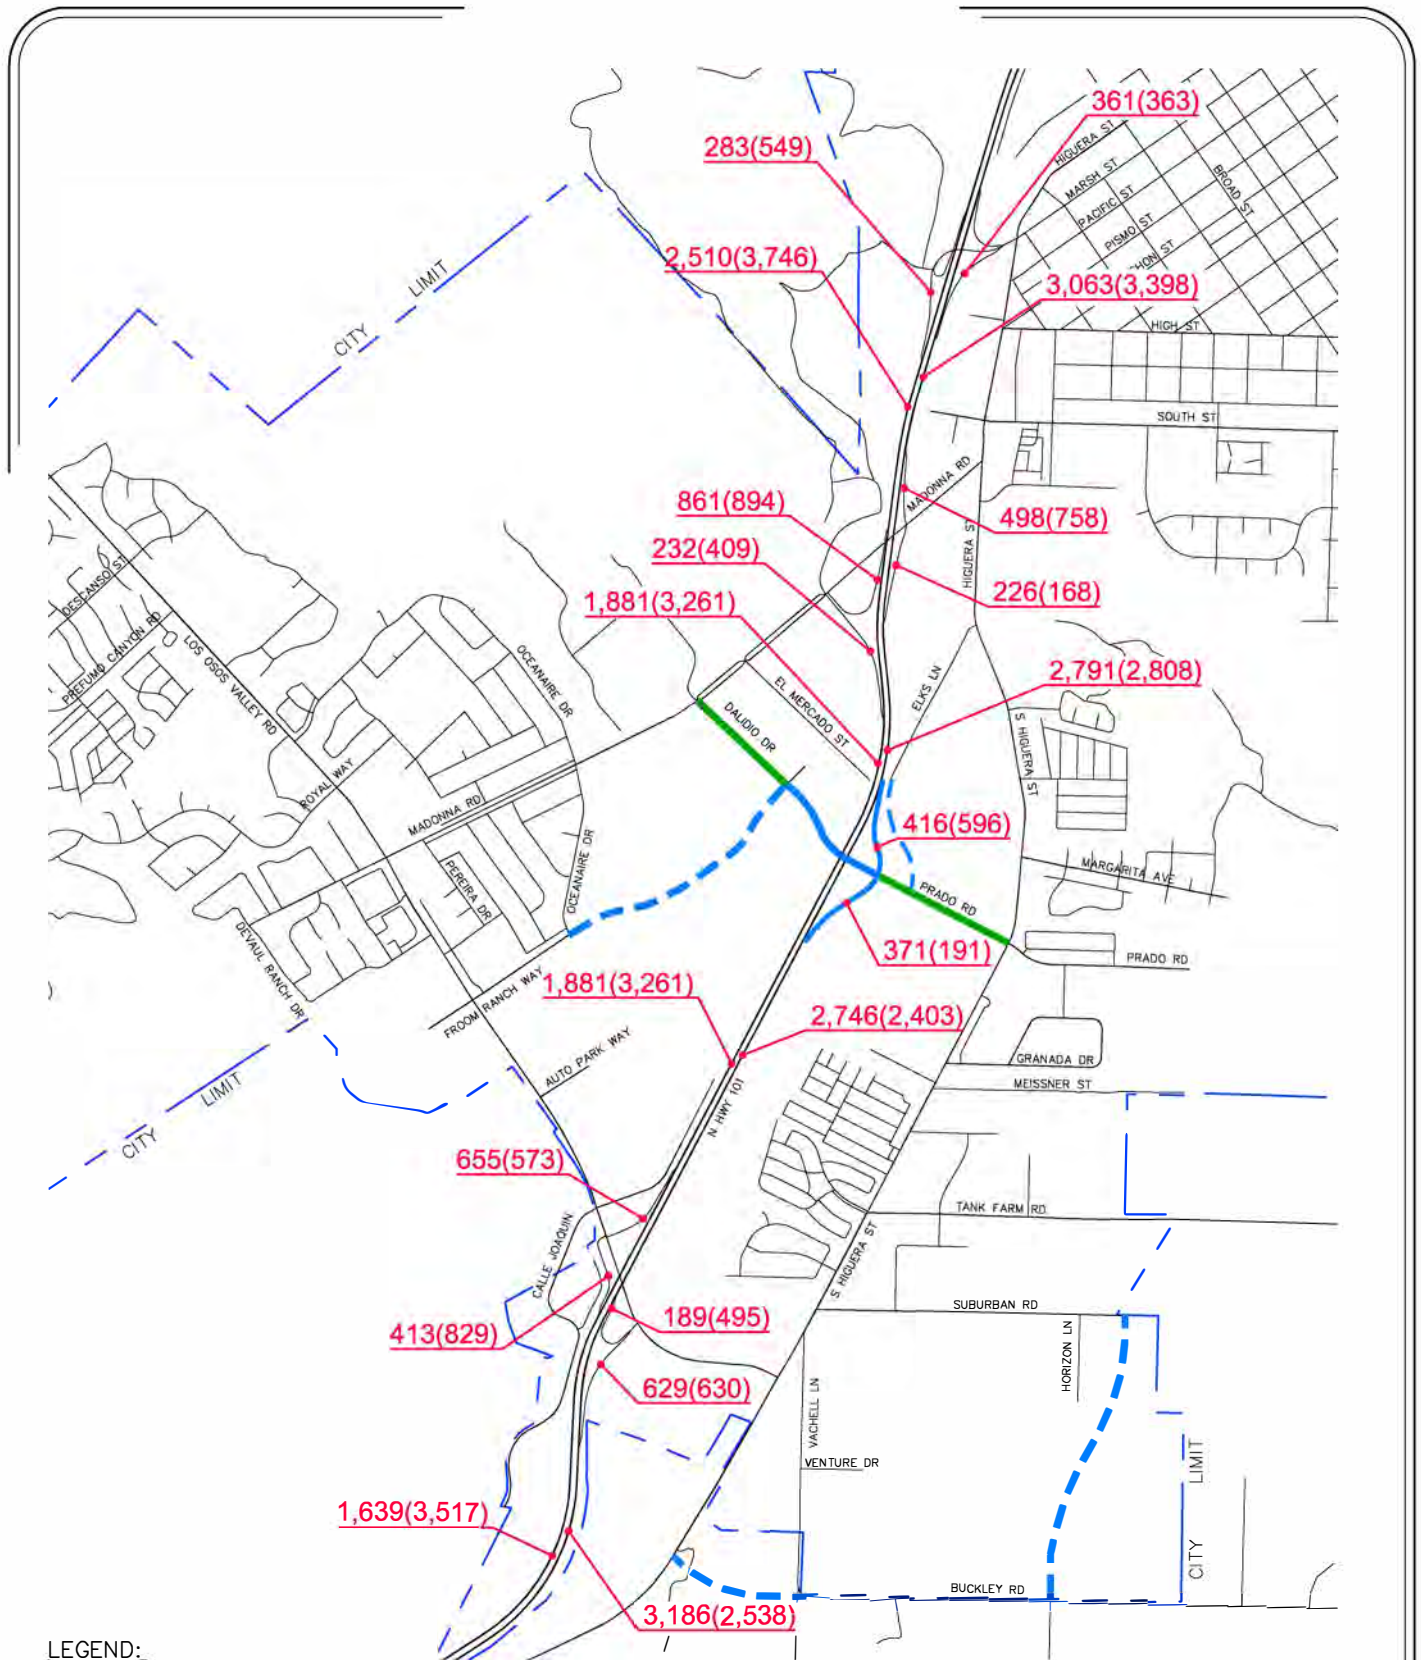 361(363)
283(549)
HIGUERA ST
MARSH ST
BROAD ST
PACIFIC ST
PISMO ST
HON ST
2,510(3,746)
3,063(3,398)
CITY LIMIT
HIGH ST
SOUTH ST
MADONNA RD
861(894)
498(758)
232(409)
HIGUERA ST
1,881(3,261)
226(168)
DESCANSO ST
PREFUMO CANYON RD
LOS OSOS VALLEY RD
OCEANAIRE DR
2,791(2,808)
ELKS LN
EL MERCADO ST
DALIDIO DR
S HIGUERA ST
ROYAL WAY
MADONNA RD
416(596)
OCEANAIRE DR
PEREIRA DR
MARGARITA AVE
PRADO RD
DEVAUL RANCH DR
371(191)
PRADO RD
FROOM RANCH WAY
1,881(3,261)
2,746(2,403)
AUTO PARK WAY
GRANADA DR
MEISSNER ST
CITY LIMIT
N HWY 101
655(573)
TANK FARM RD
CALLE JOAQUIN
S HIGUERA ST
SUBURBAN RD
189(495)
413(829)
HORIZON LN
629(630)
VACHELL LN
VENTURE DR
CITY LIMIT
1,639(3,517)
BUCKLEY RD
3,186(2,538)
LEGEND: